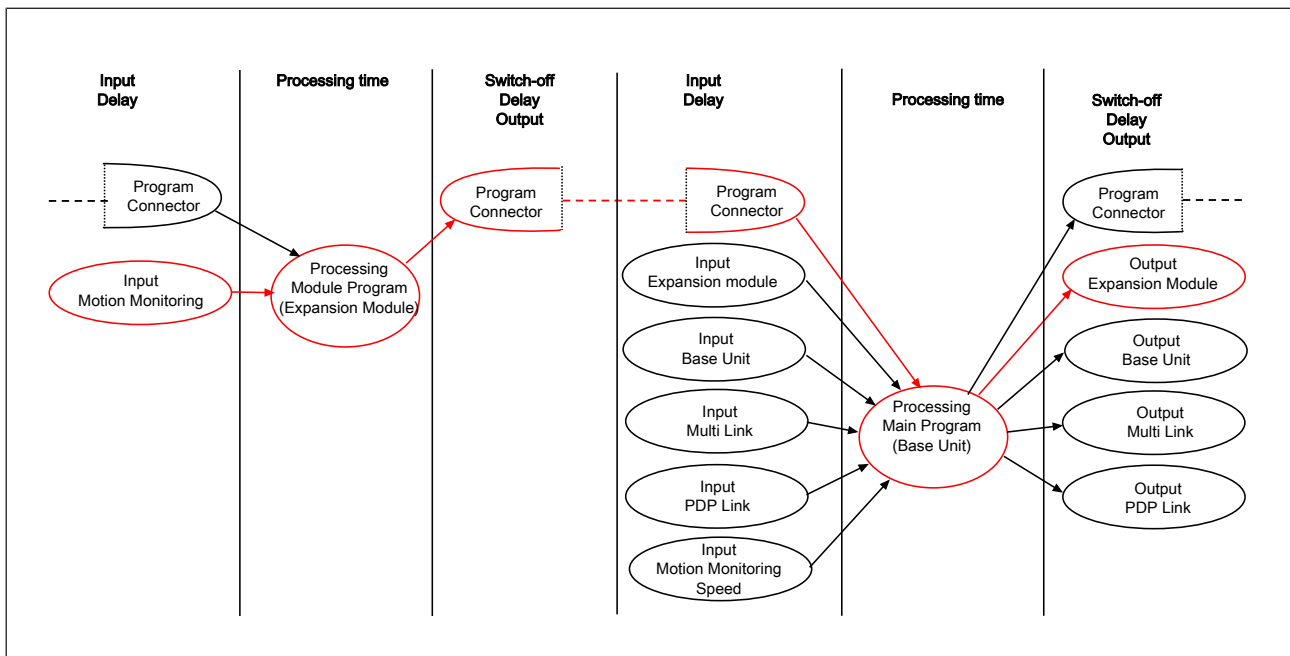 Input
Delay
Processing time
Switch-off
Delay
Output
Input
Delay
Processing time
Switch-off
Delay
Output
Program
Connector
Input
Motion Monitoring
Processing
Module Program
(Expansion Module)
Program
Connector
Program
Connector
Input
Expansion module
Input
Base Unit
Input
Multi Link
Input
PDP Link
Input
Motion Monitoring
Speed
Processing
Main Program
(Base Unit)
Program
Connector
Output
Expansion Module
Output
Base Unit
Output
Multi Link
Output
PDP Link